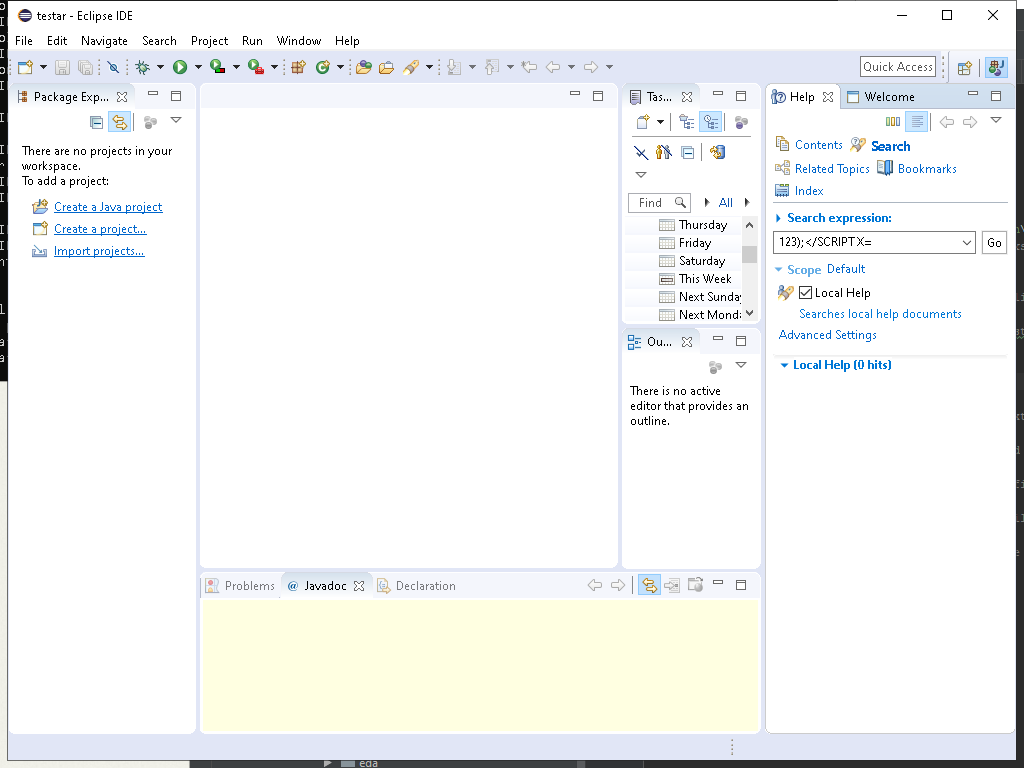 testar - Eclipse IDE
File Edit Navigate Search Project Run Window Help
Quick Access
Package Exp...
There are no projects in your
workspace.
To add a project:
Create a Java project
Create a project...
Import projects...
Tas...
Find
All
Thursday
Friday
Saturday
This Week
Next Sunday
Ou...
There is no active
editor that provides an
outline.
Help
Welcome
Contents Search
Related Topics Bookmarks
Index
Search expression:
123);</SCRIPTX=
Go
Scope Default
Local Help
Searches local help documents
Advanced Settings
Local Help (0 hits)
Problems @ Javadoc Declaration
eda